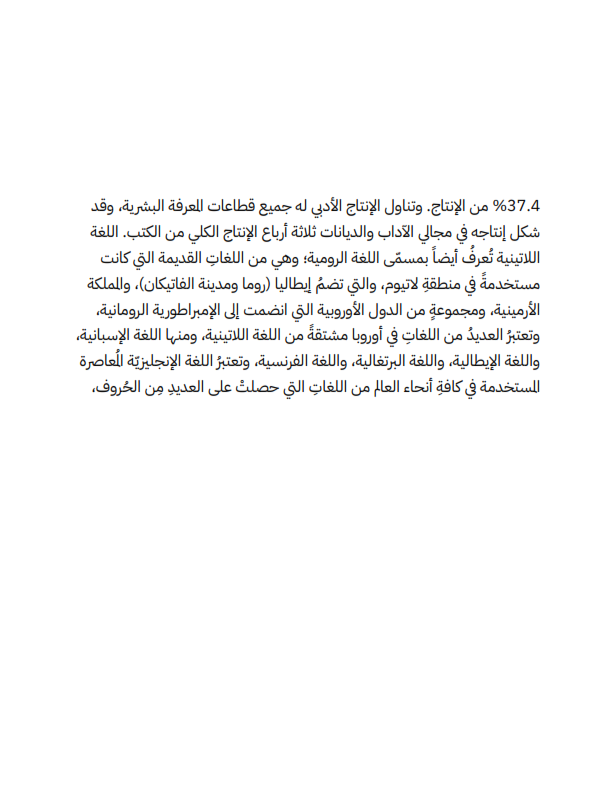 37.4% من الإنتاج. وتناول الإنتاج الأدبي له جميع قطاعات المعرفة البشرية، وقد
شكل إنتاجه في مجالي الآداب والديانات ثلاثة أرباع الإنتاج الكلي من الكتب. اللغة
اللاتينية تُعرفُ أيضاً بمسمّى اللغة الرومية؛ وهي من اللغاتِ القديمة التي كانت
مستخدمةً في منطقةِ لاتيوم، والتي تضمُ إيطاليا (روما ومدينة الفاتيكان)، والمملكة
الأرمينية، ومجموعةٍ من الدول الأوروبية التي انضمت إلى الإمبراطورية الرومانية،
وتعتبرُ العديدُ من اللغاتِ في أوروبا مشتقةً من اللغة اللاتينية، ومنها اللغة الإسبانية،
واللغة الإيطالية، واللغة البرتغالية، واللغة الفرنسية، وتعتبرُ اللغة الإنجليزيّة المُعاصرة
المستخدمة في كافةِ أنحاء العالم من اللغاتِ التي حصلتْ على العديدِ مِن الحُروف،